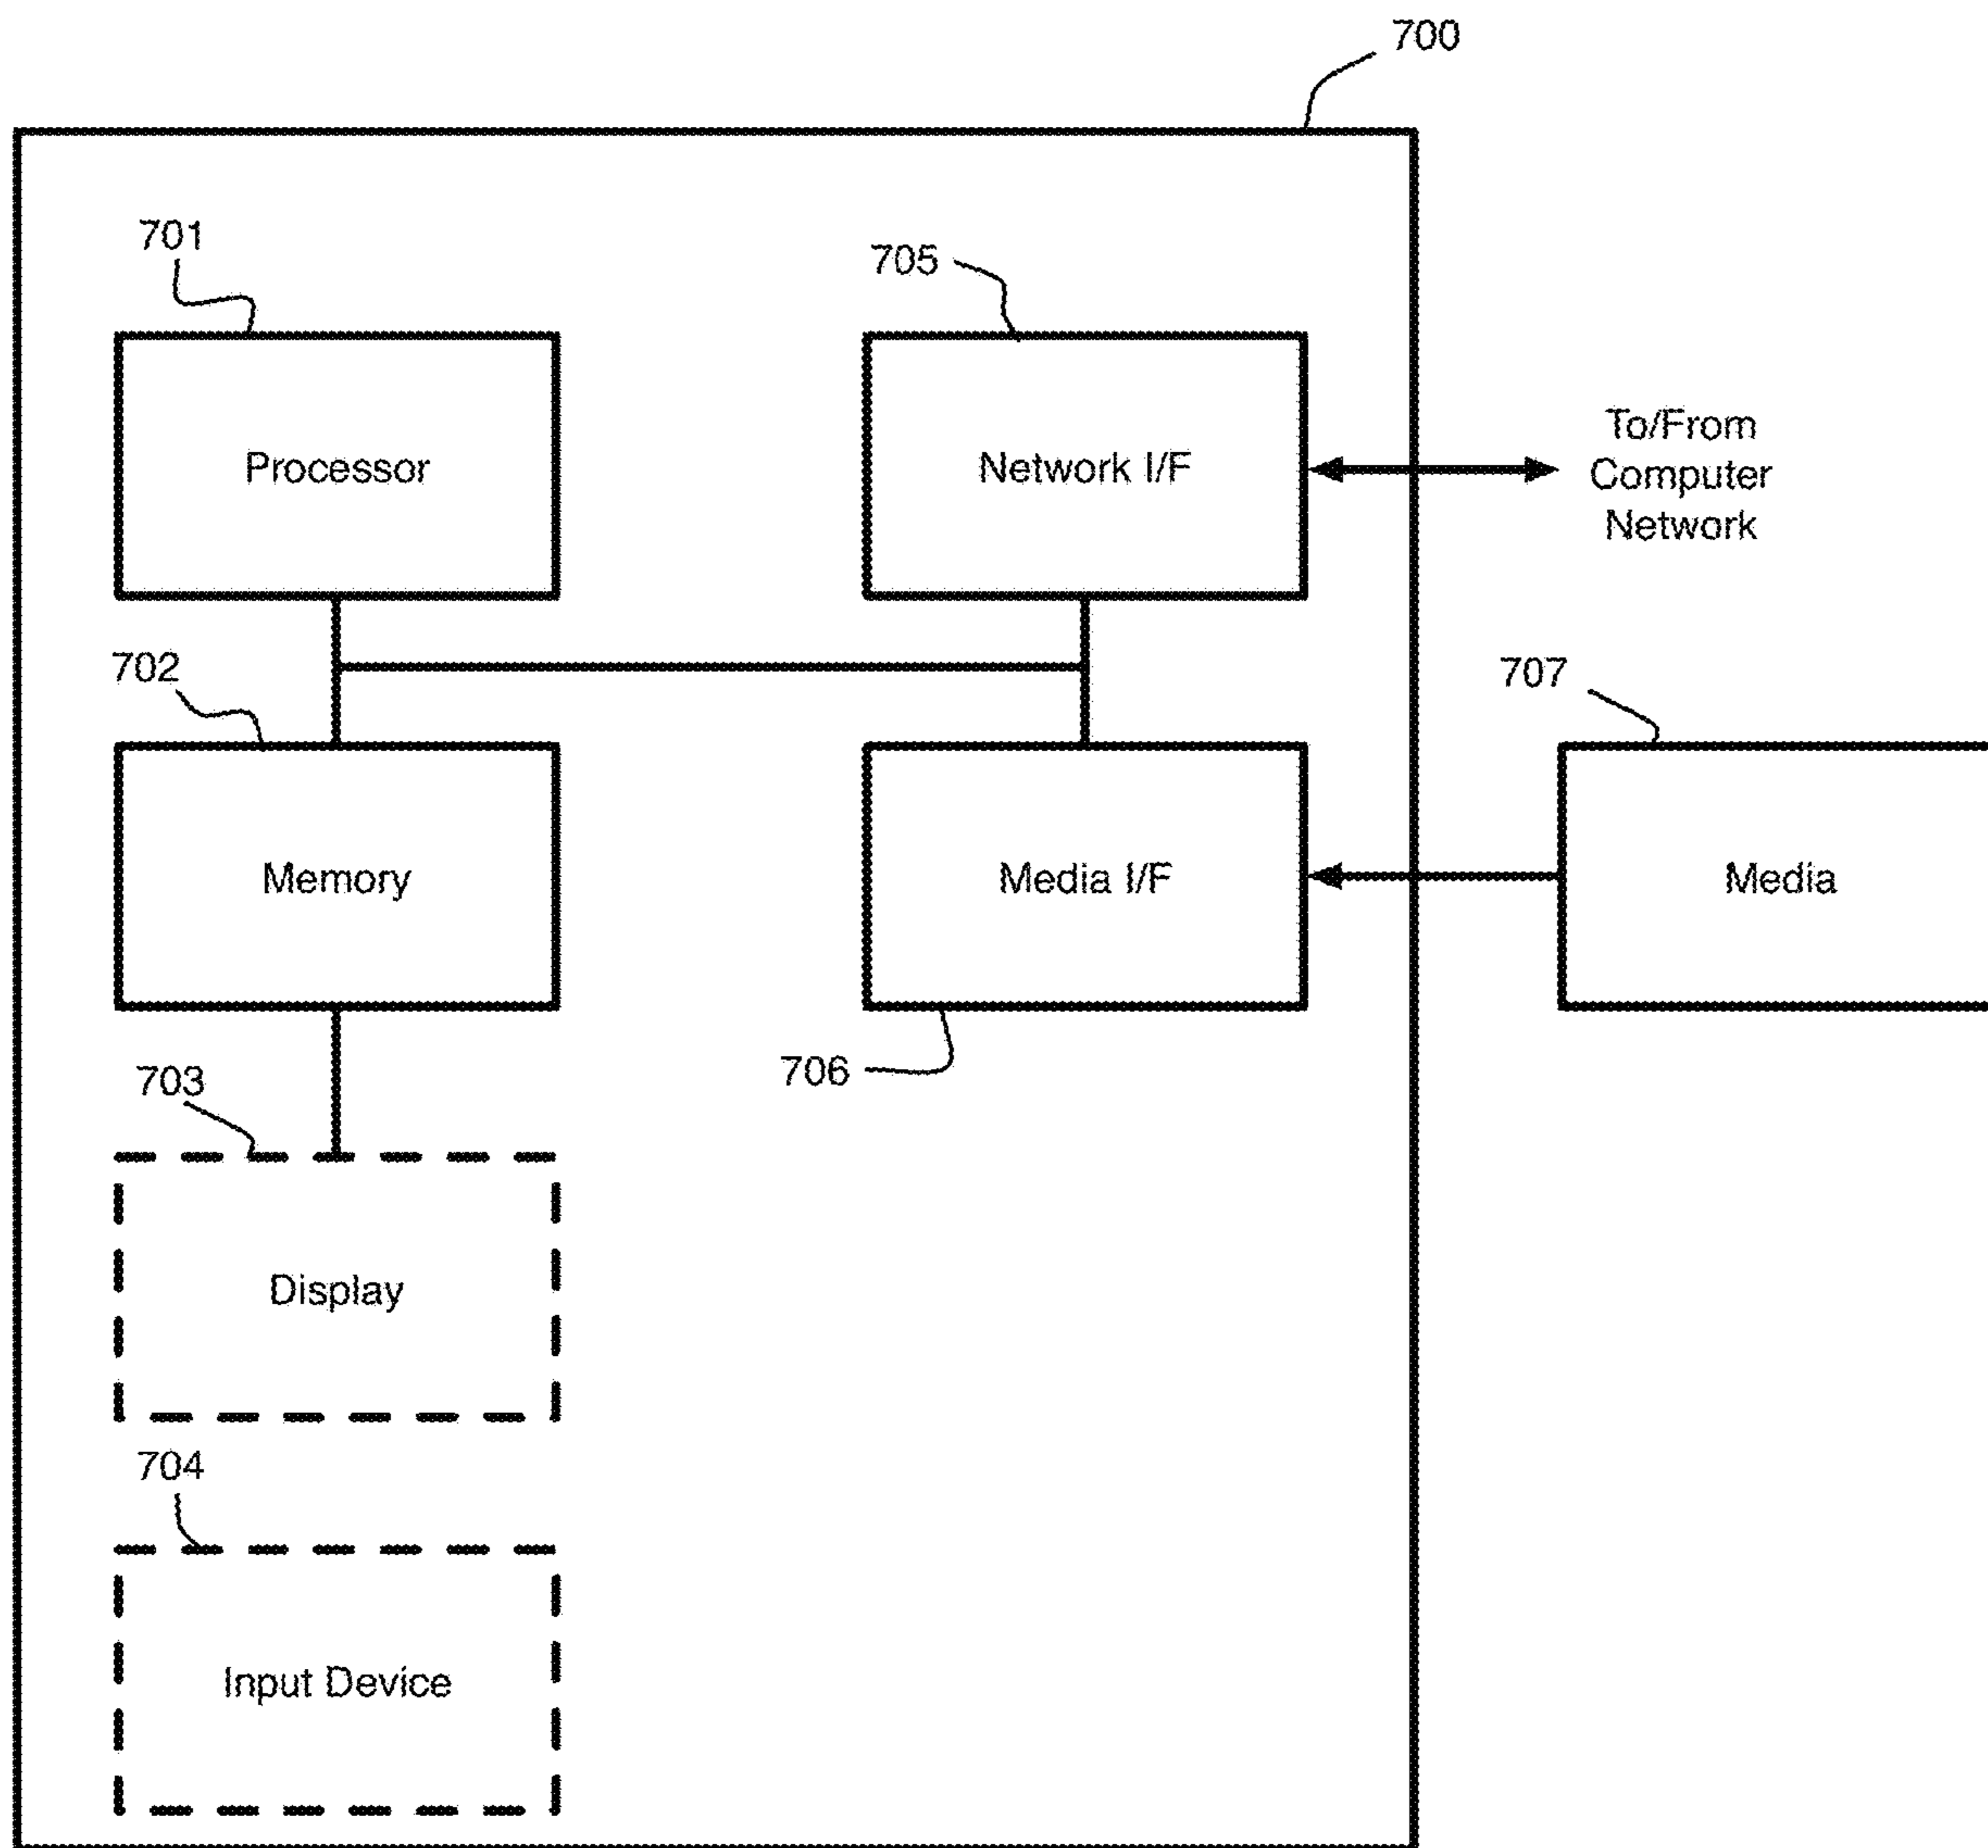 700
701
705
Processor
Network I/F
To/From
Computer
Network
702
707
Memory
Media I/F
Media
703
706
Display
704
Input Device